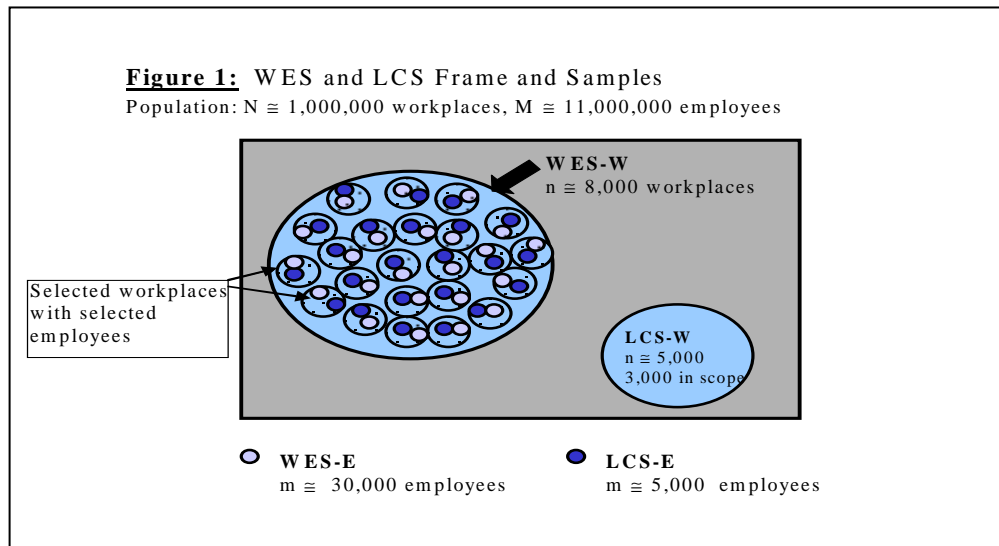 Figure 1: WES and LCS Frame and Samples
Population: N ≅ 1,000,000 workplaces, M ≅ 11,000,000 employees
WES-W
n ≅ 8,000 workplaces
Selected workplaces
with selected
employees
LCS-W
n ≅ 5,000
3,000 in scope
WES-E
m ≅ 30,000 employees
LCS-E
m ≅ 5,000 employees